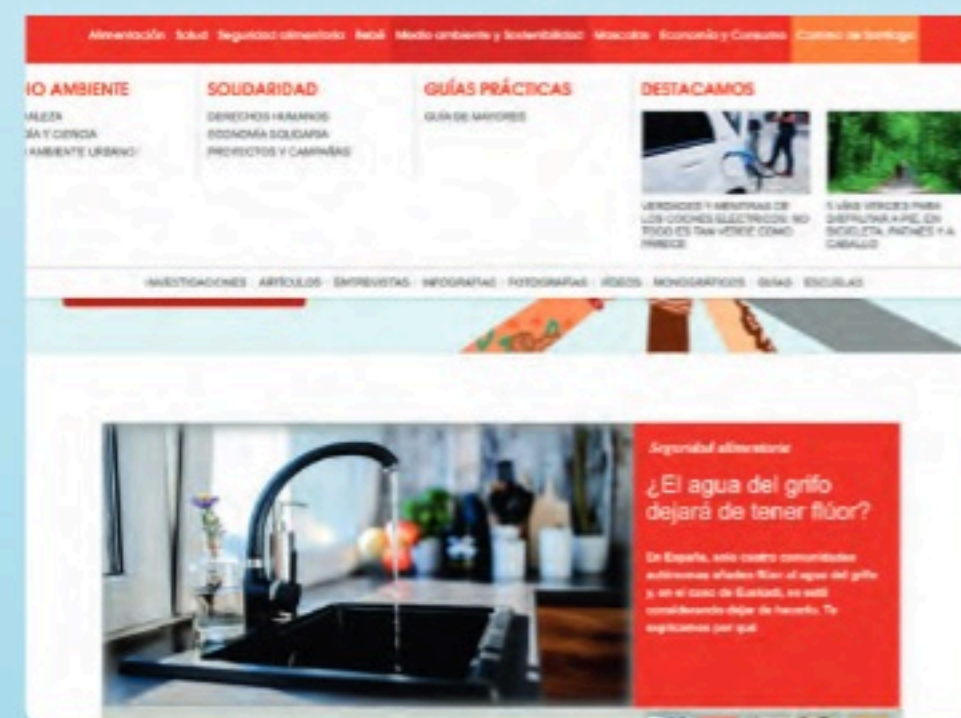 Alimentación Salud Seguridad alimentaria Bebé Medio ambiente y Sostenibilidad Mascotas Economía y Consumo Camino de Santiago
IO AMBIENTE
ALEZA
ÍA Y CIENCIA
AMBIENTE URBANO
SOLIDARIDAD
DERECHOS HUMANOS
ECONOMÍA SOLIDARIA
PROYECTOS Y CAMPAÑAS
GUÍAS PRÁCTICAS
GUÍA DE MAYORES
DESTACAMOS
VERDADES Y MENTIRAS DE
LOS COCHES ELÉCTRICOS: NO
TODO ES TAN VERDE COMO
PARECE
5 VÍAS VERDES PARA
DISFRUTAR A PIE, EN
BICICLETA, PATINES Y A
CABALLO
INVESTIGACIONES ARTÍCULOS ENTREVISTAS INFOGRAFÍAS FOTOGRAFÍAS VÍDEOS MONOGRÁFICOS GUÍAS ESCUELAS
Seguridad alimentaria
¿El agua del grifo
dejará de tener flúor?
En España, solo cuatro comunidades
autónomas añaden flúor al agua del grifo
y, en el caso de Euskadi, se está
considerando dejar de hacerlo. Te
explicamos por qué